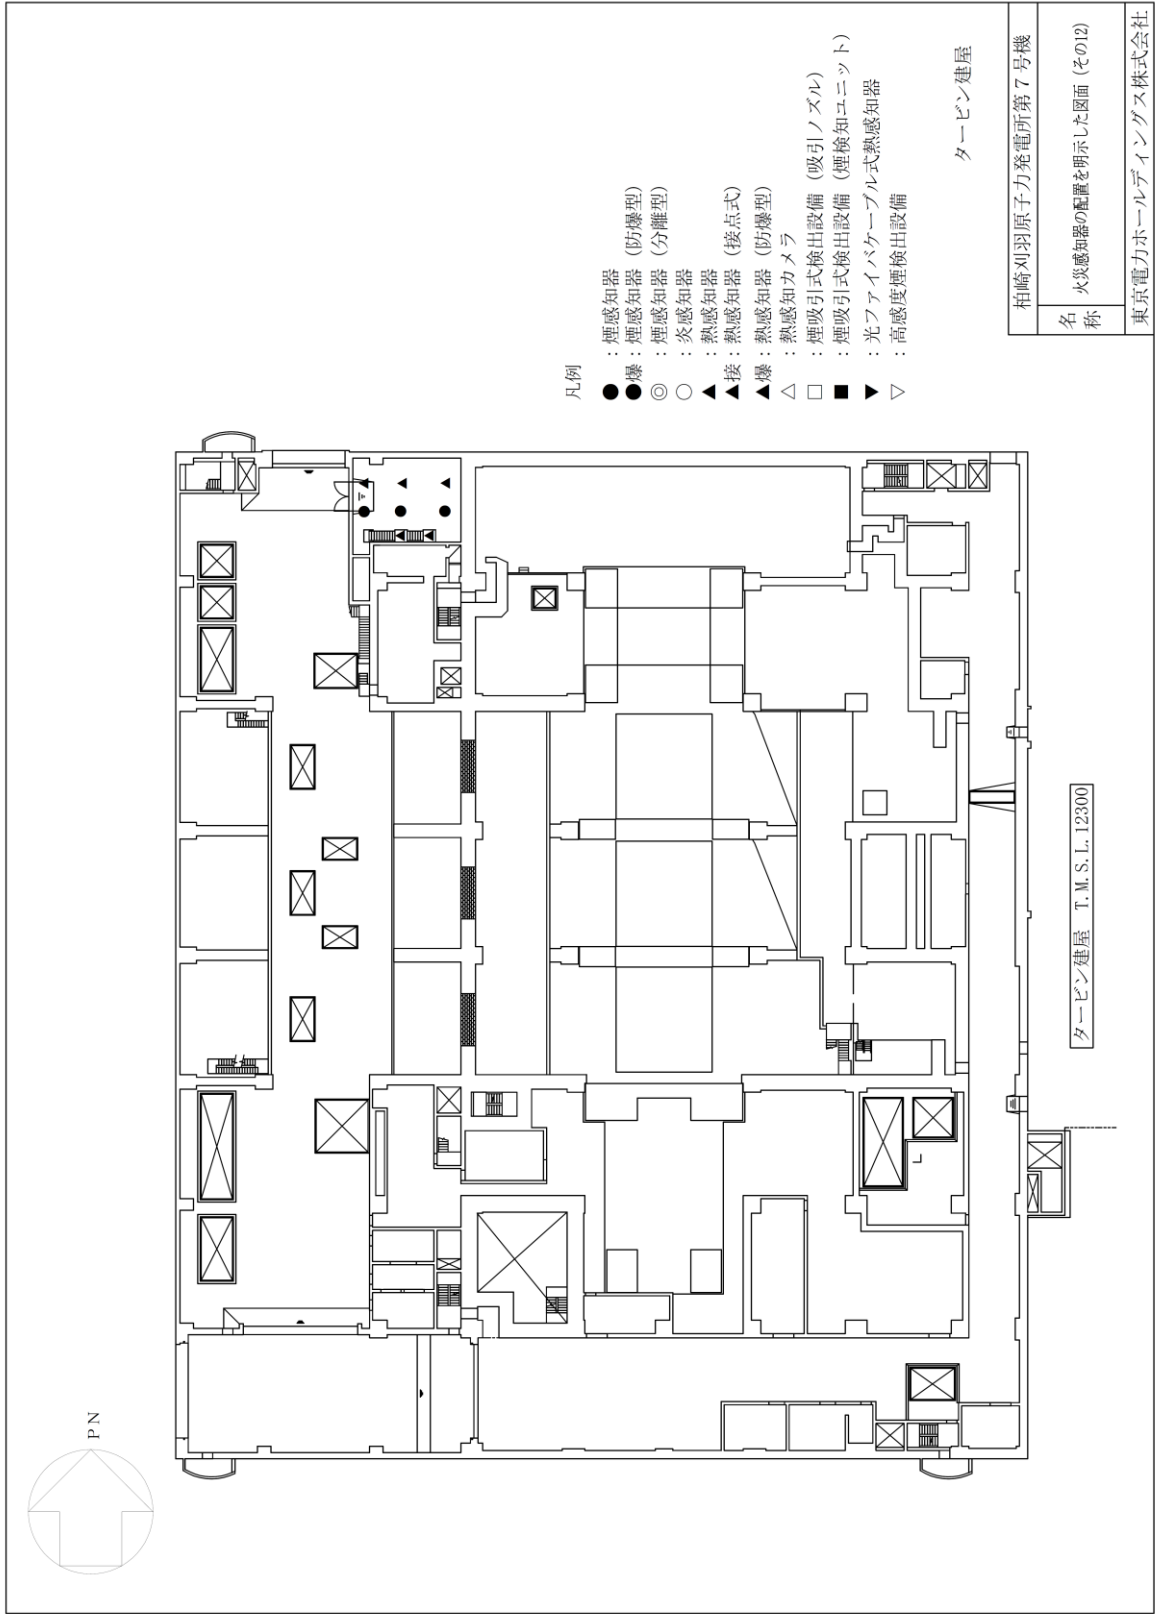 PN
凡例
● ：煙感知器
●爆：煙感知器（防爆型）
◎ ：煙感知器（分離型）
○ ：炎感知器
▲ ：熱感知器
▲接：熱感知器（接点式）
▲爆：熱感知器（防爆型）
△ ：熱感知カメラ
□ ：煙吸引式検出設備（吸引ノズル）
■ ：煙吸引式検出設備（煙検知ユニット）
▼ ：光ファイバケーブル式熱感知器
▽ ：高感度煙検出設備
タービン建屋
タービン建屋 T.M.S.L.12300
柏崎刈羽原子力発電所第7号機
名称 火災感知器の配置を明示した図面（その12）
東京電力ホールディングス株式会社